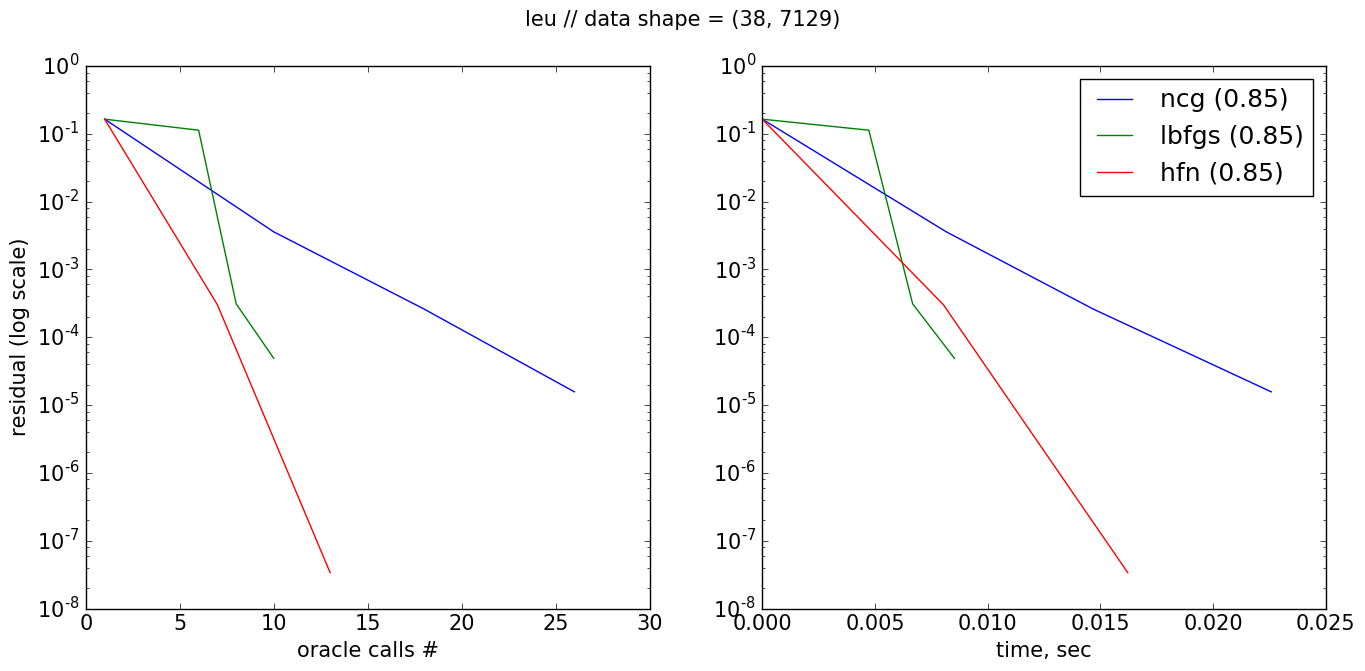 leu // data shape = (38, 7129)
residual (log scale)
10^0
10^-1
10^-2
10^-3
10^-4
10^-5
10^-6
10^-7
10^-8
0 5 10 15 20 25 30
oracle calls #
10^0
10^-1
10^-2
10^-3
10^-4
10^-5
10^-6
10^-7
10^-8
0.000 0.005 0.010 0.015 0.020 0.025
time, sec
ncg (0.85)
lbfgs (0.85)
hfn (0.85)